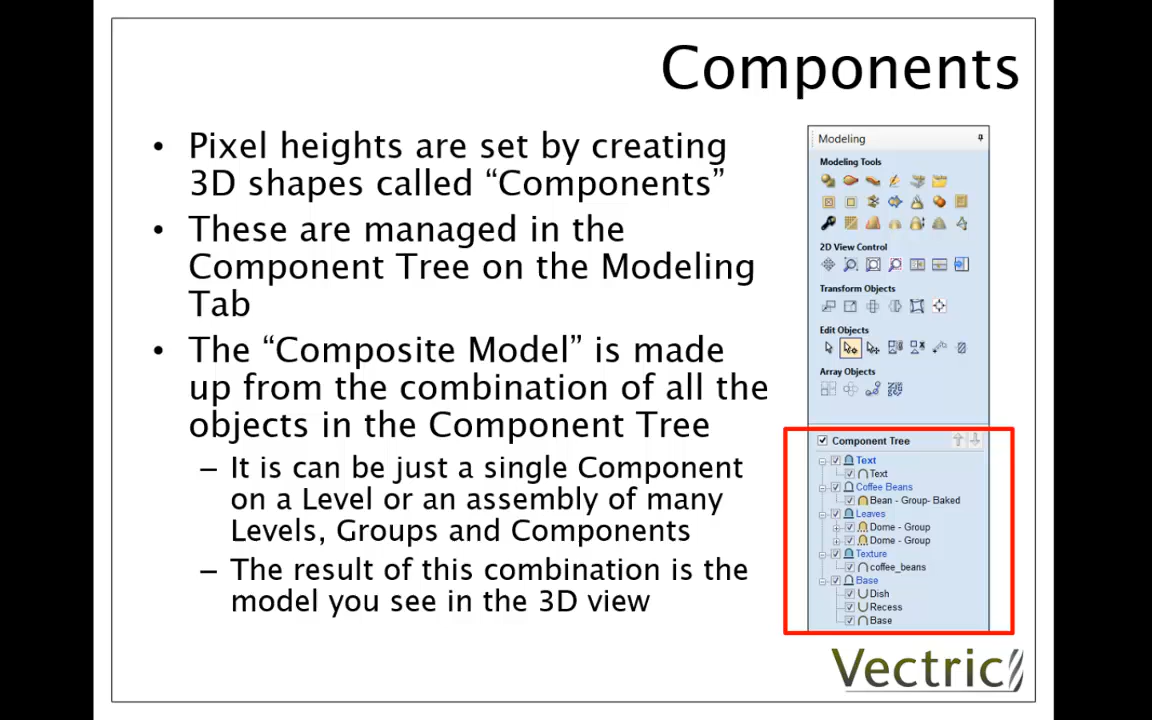 Components
• Pixel heights are set by creating
3D shapes called “Components”
• These are managed in the
Component Tree on the Modeling
Tab
• The “Composite Model” is made
up from the combination of all the
objects in the Component Tree
– It is can be just a single Component
on a Level or an assembly of many
Levels, Groups and Components
– The result of this combination is the
model you see in the 3D view
Modeling
Modeling Tools
2D View Control
Transform Objects
Edit Objects
Array Objects
Component Tree
Text
Text
Coffee Beans
Bean - Group- Baked
Leaves
Dome - Group
Dome - Group
Texture
coffee_beans
Base
Dish
Recess
Base
Vectric